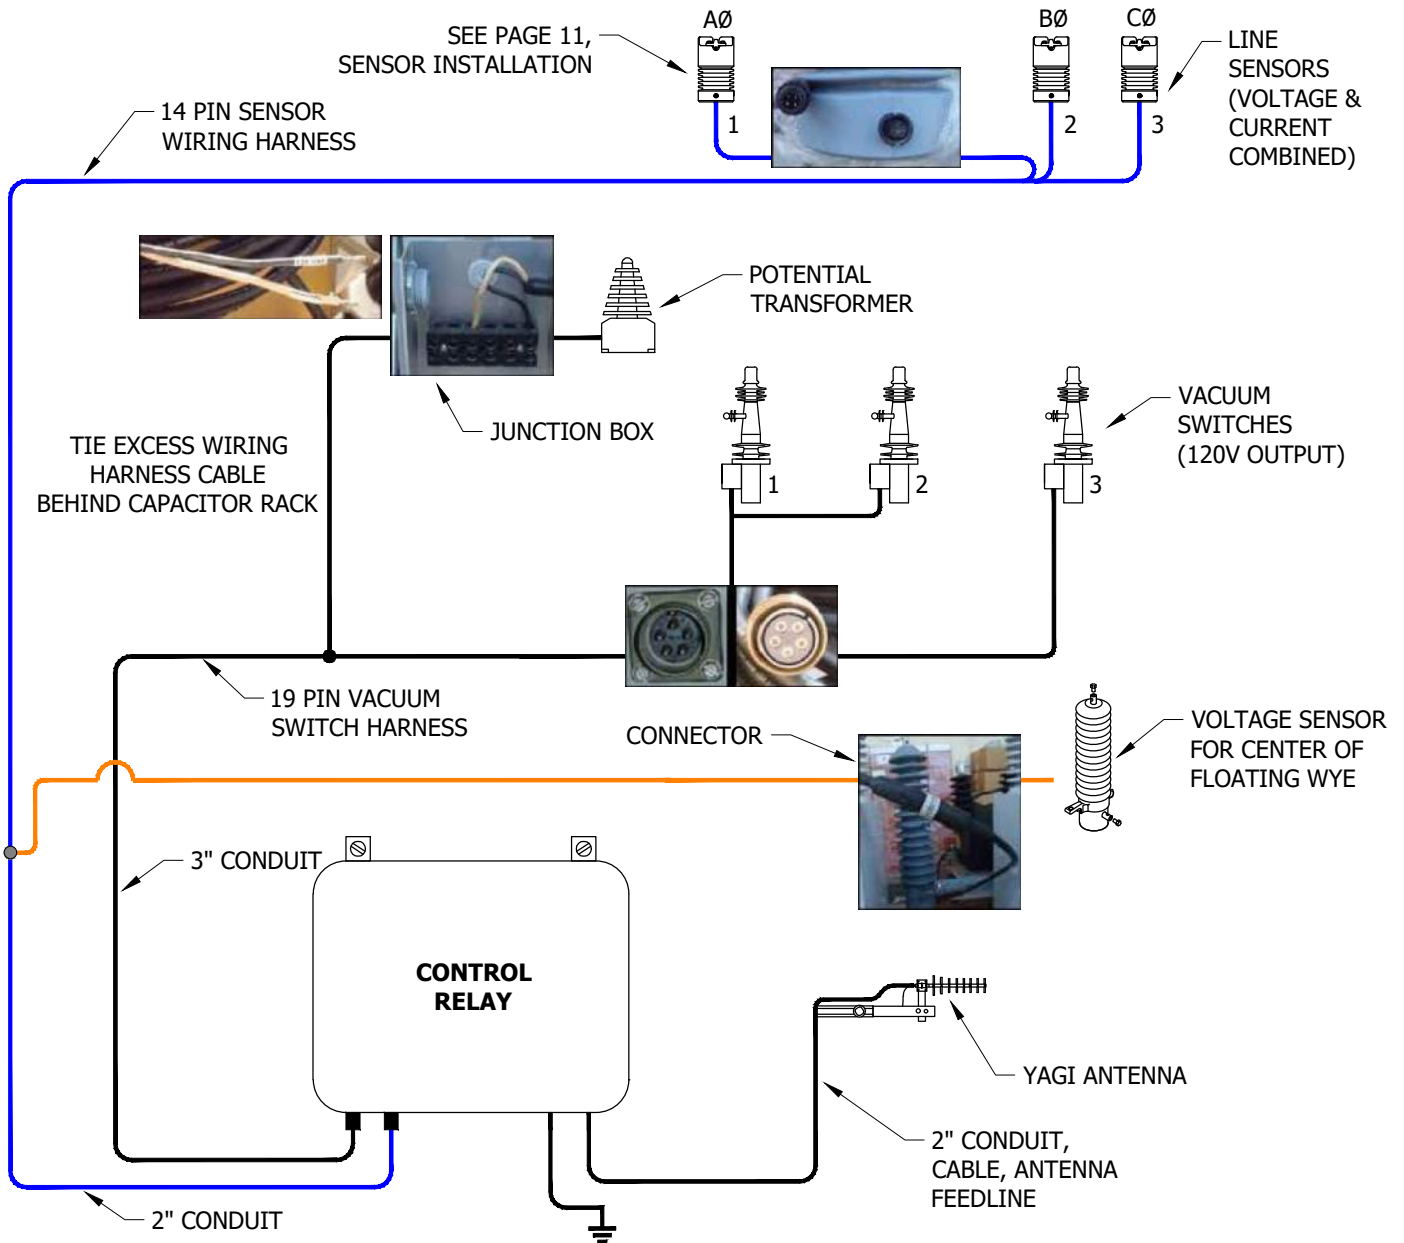 AØ
BØ
CØ
SEE PAGE 11,
SENSOR INSTALLATION
LINE
SENSORS
(VOLTAGE &
CURRENT
COMBINED)
14 PIN SENSOR
WIRING HARNESS
1
2
3
POTENTIAL
TRANSFORMER
JUNCTION BOX
TIE EXCESS WIRING
HARNESS CABLE
BEHIND CAPACITOR RACK
VACUUM
SWITCHES
(120V OUTPUT)
1
2
3
19 PIN VACUUM
SWITCH HARNESS
CONNECTOR
VOLTAGE SENSOR
FOR CENTER OF
FLOATING WYE
3" CONDUIT
CONTROL
RELAY
YAGI ANTENNA
2" CONDUIT,
CABLE, ANTENNA
FEEDLINE
2" CONDUIT